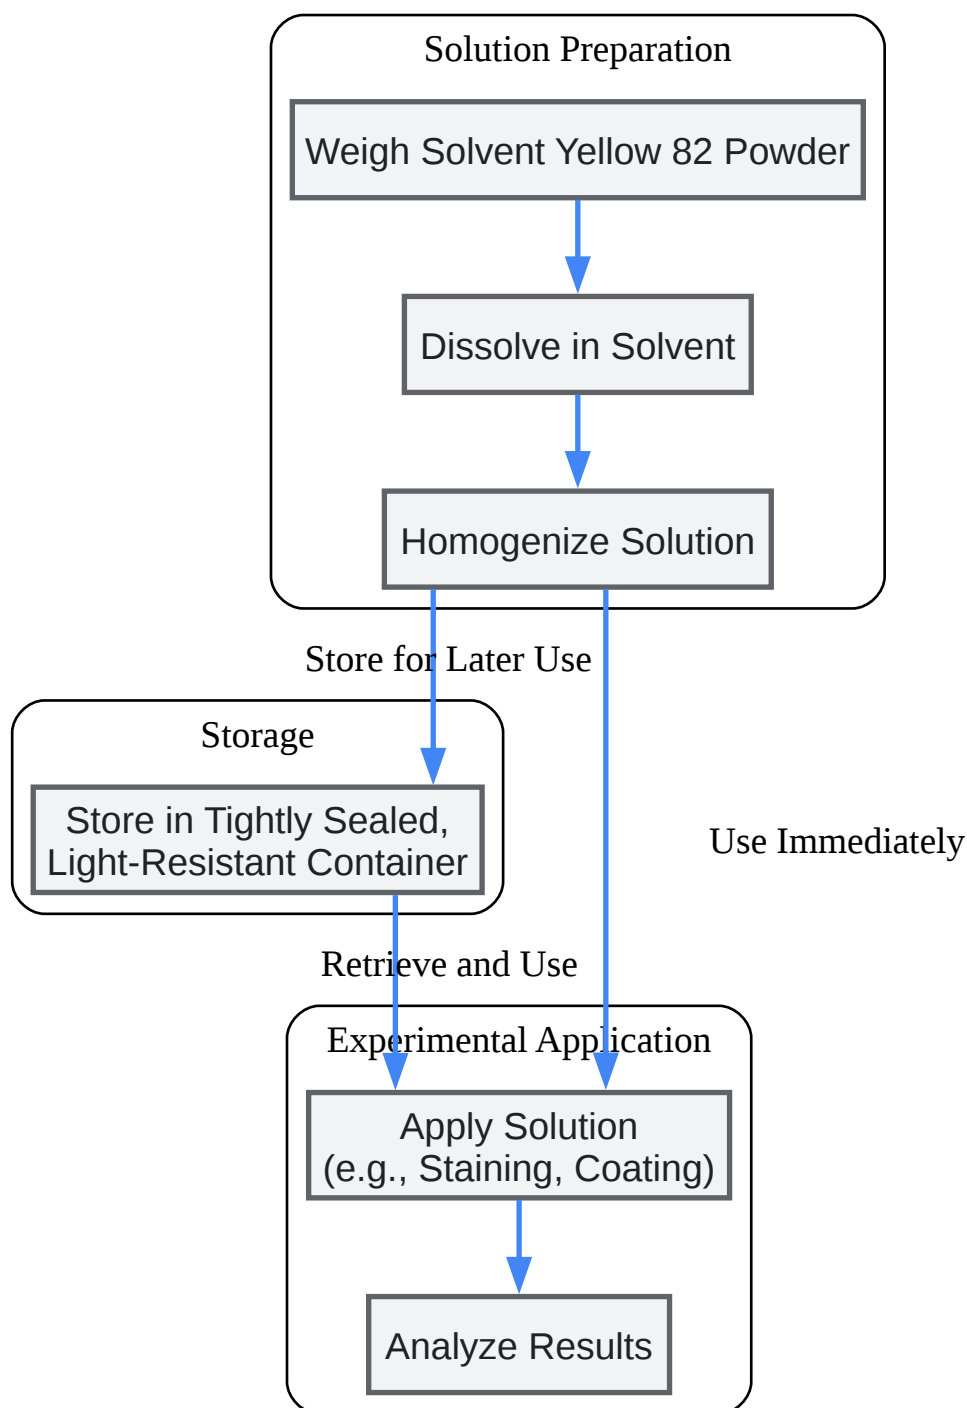 Solution Preparation
Weigh Solvent Yellow 82 Powder
Dissolve in Solvent
Homogenize Solution
Store for Later Use
Storage
Store in Tightly Sealed,
Light-Resistant Container
Use Immediately
Retrieve and Use
Experimental Application
Apply Solution
(e.g., Staining, Coating)
Analyze Results